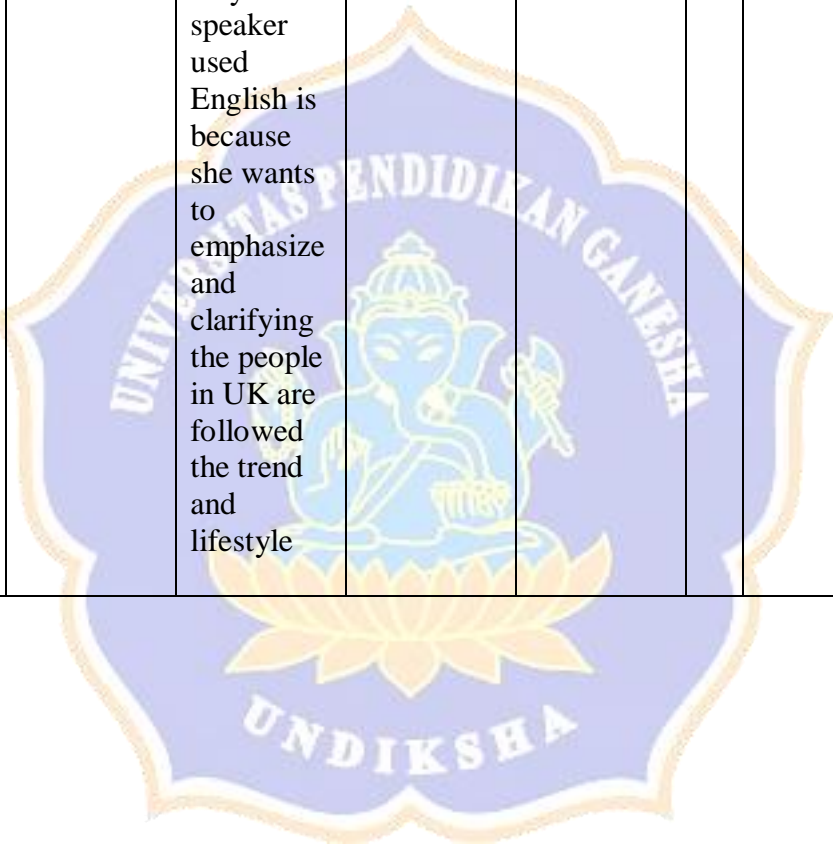 speaker
used
English is
because
she wants
to
emphasize
and
clarifying
the people
in UK are
followed
the trend
and
lifestyle
UNIVERSITAS PENDIDIKAN GANESHA
UNDIKSHA